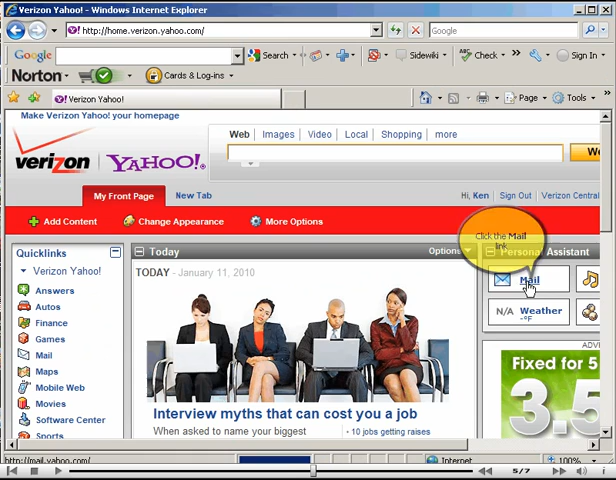 Verizon Yahoo! - Windows Internet Explorer
http://home.verizon.yahoo.com/
Google
Google
Search
Sidewiki
Check
Sign In
Norton
Cards & Log-ins
Verizon Yahoo!
Page
Tools
Make Verizon Yahoo! your homepage
verizon
YAHOO!
Web
Images
Video
Local
Shopping
more
My Front Page
New Tab
Hi, Ken
Sign Out
Verizon Central
Add Content
Change Appearance
More Options
Click the Mail
link
Quicklinks
Verizon Yahoo!
Answers
Autos
Finance
Games
Mail
Maps
Mobile Web
Movies
Software Center
Sports
Today
Options
TODAY - January 11, 2010
Interview myths that can cost you a job
When asked to name your biggest
• 10 jobs getting raises
Personal Assistant
Mail
N/A
Weather
-°F
Fixed for 5
3.5
http://mail.yahoo.com/
Internet
100%
5/7